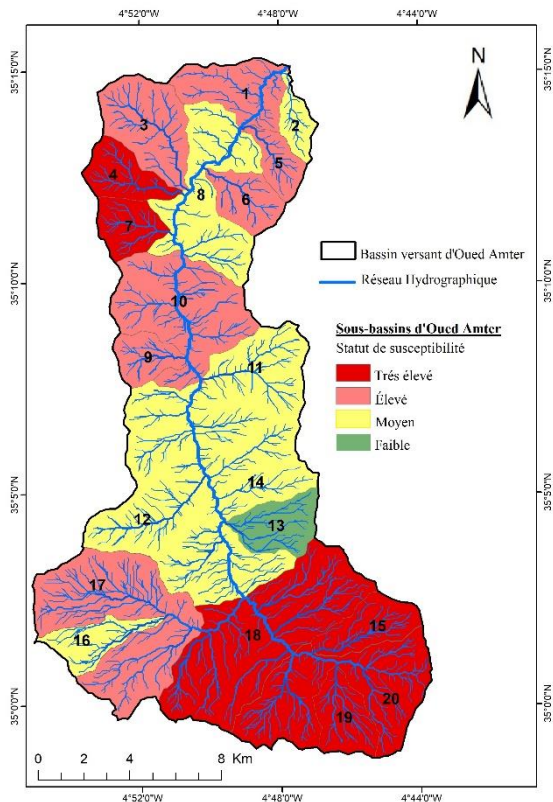 4°52'0"W 4°48'0"W 4°44'0"W
35°15'0"N 35°15'0"N
N
1
2
3
5
4
8
6
7
Bassin versant d'Oued Amter
35°10'0"N 35°10'0"N
Réseau Hydrographique
10
Sous-bassins d'Oued Amter
Statut de susceptibilité
9
11
Trés élevé
Élevé
Moyen
Faible
14
35°5'0"N 35°5'0"N
12
13
17
18
15
16
20
19
35°0'0"N 35°0'0"N
0 2 4 8 Km
4°52'0"W 4°48'0"W 4°44'0"W